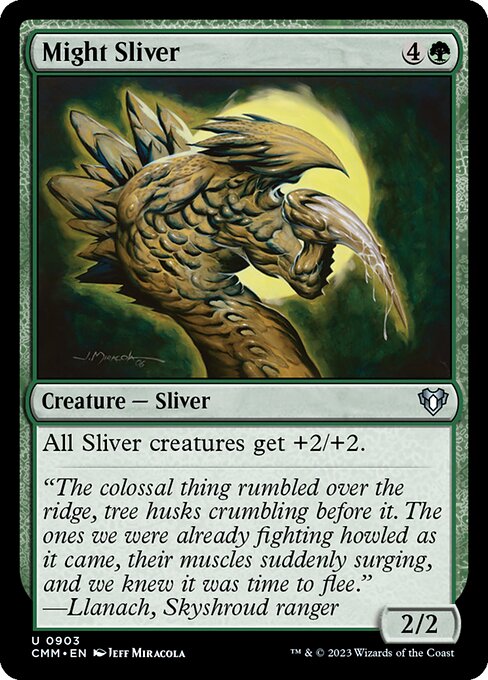 Might Sliver 4
J. Miracola 06
Creature — Sliver
All Sliver creatures get +2/+2.
“The colossal thing rumbled over the
ridge, tree husks crumbling before it. The
ones we were already fighting howled as
it came, their muscles suddenly surging,
and we knew it was time to flee.”
—Llanach, Skyshroud ranger
2/2
U 0903
CMM • EN Jeff Miracola
™ & © 2023 Wizards of the Coast